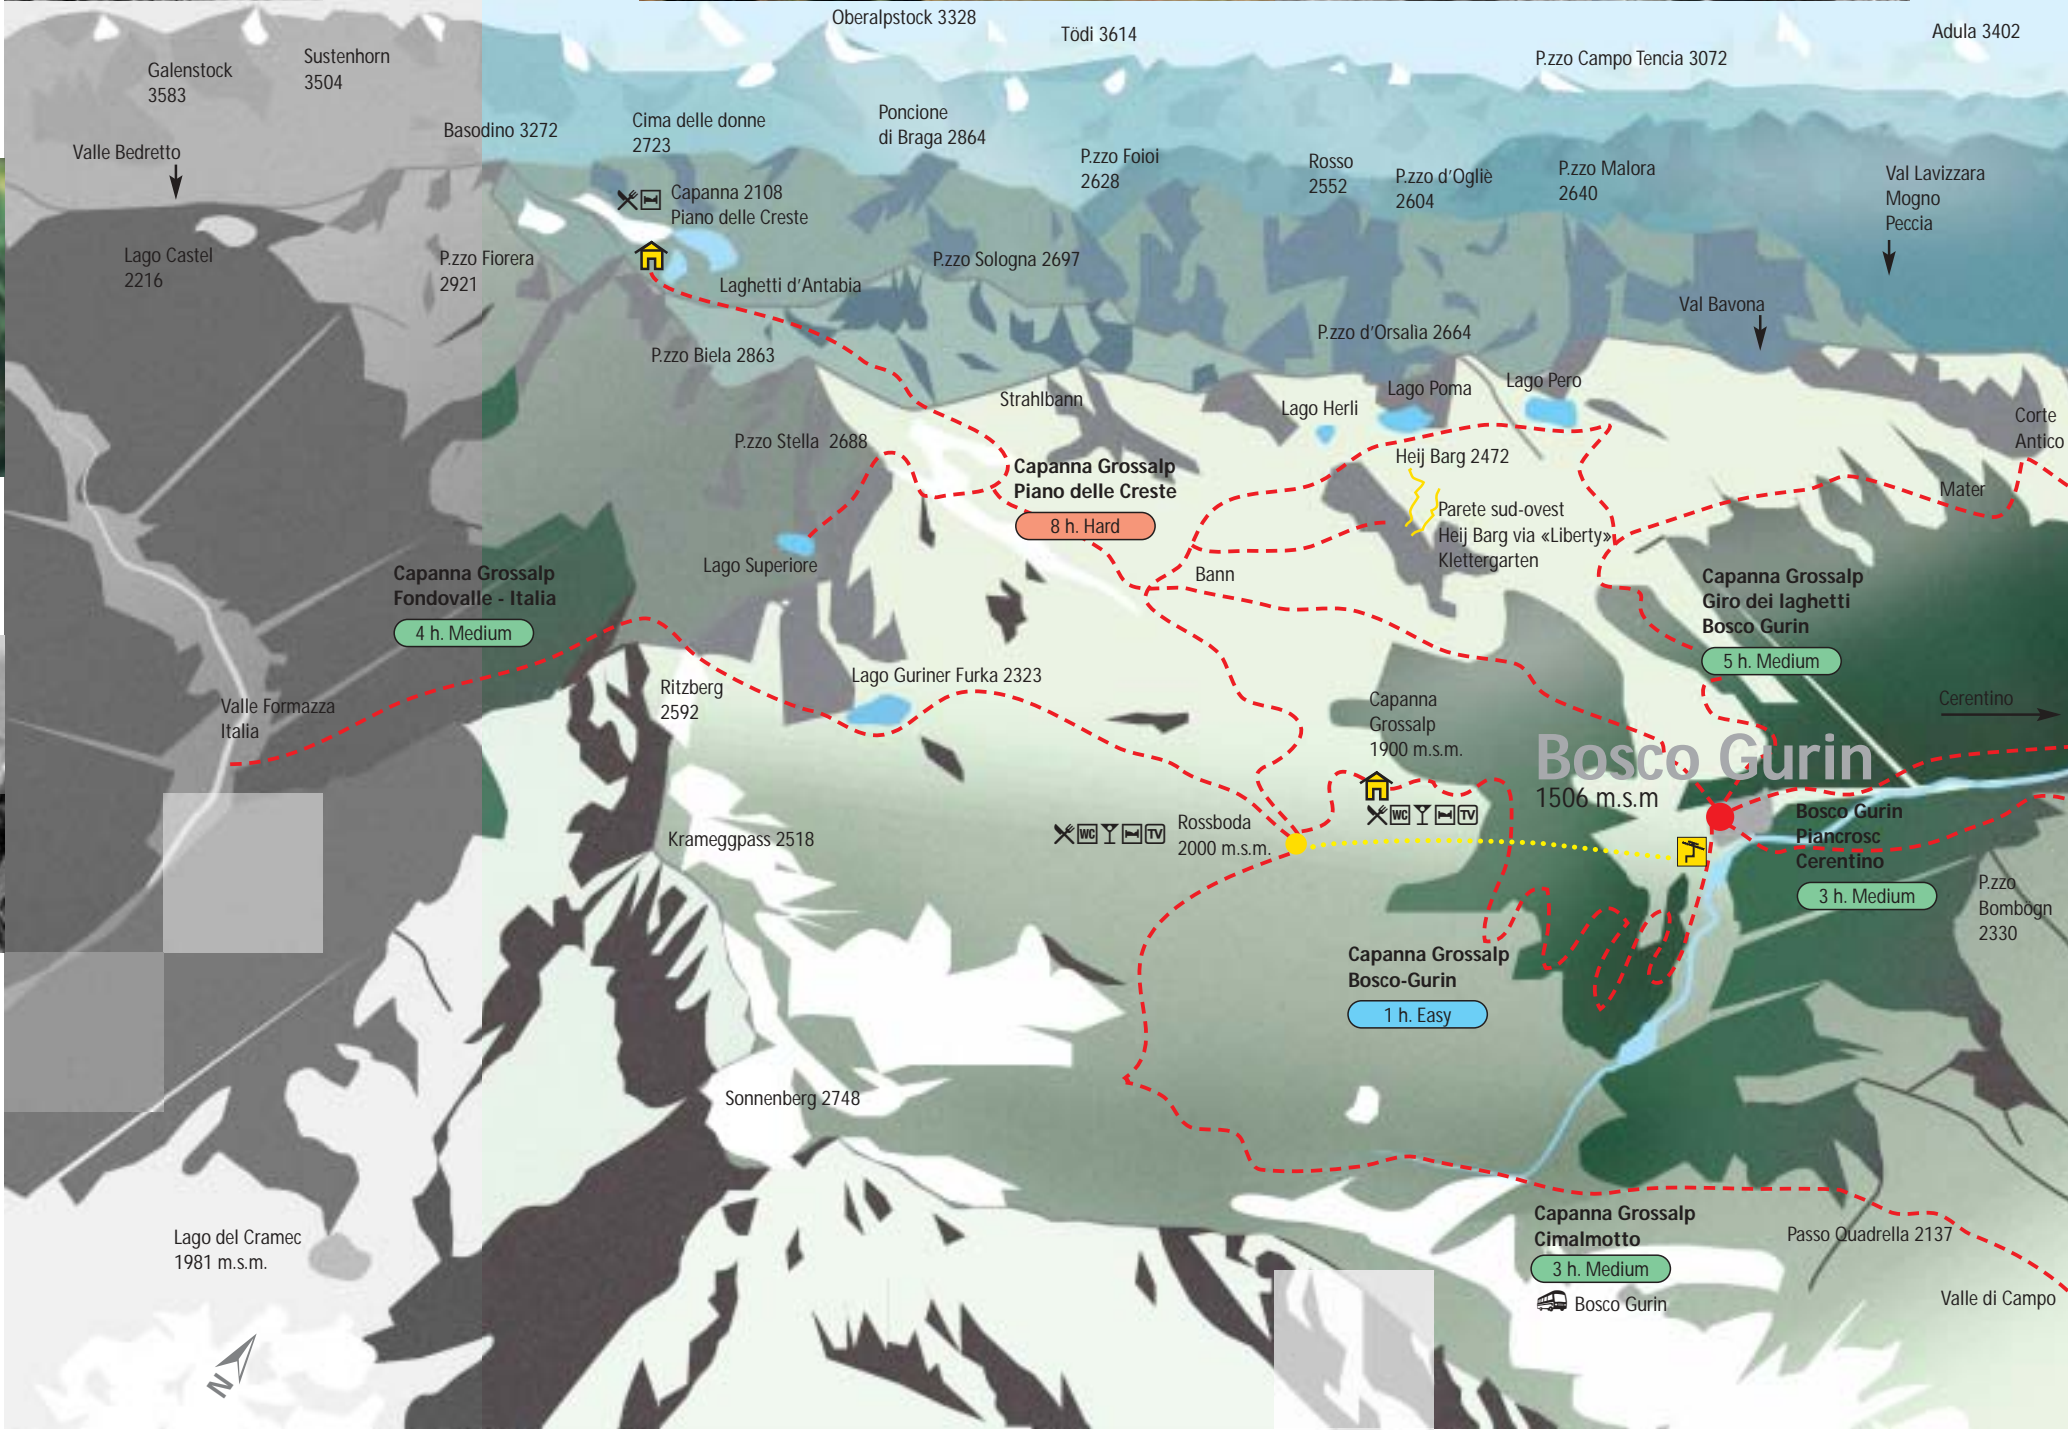 Oberalpstock 3328
Tödi 3614
Adula 3402
P.zzo Campo Tencia 3072
Sustenhorn
3504
Galenstock
3583
Basodino 3272
Cima delle donne
2723
Poncione
di Braga 2864
Valle Bedretto
P.zzo Foioi
2628
Rosso
2552
P.zzo d'Ogliè
2604
P.zzo Malora
2640
Val Lavizzara
Mogno
Peccia
Capanna 2108
Piano delle Creste
Lago Castel
2216
P.zzo Fiorera
2921
P.zzo Sologna 2697
Laghetti d'Antabia
Val Bavona
P.zzo d'Orsalia 2664
P.zzo Biela 2863
Strahlbann
Lago Herli
Lago Poma
Lago Pero
Corte
Antico
P.zzo Stella 2688
Capanna Grossalp
Piano delle Creste
8 h. Hard
Heij Barg 2472
Mater
Parete sud-ovest
Heij Barg via «Liberty»
Klettergarten
Lago Superiore
Bann
Capanna Grossalp
Fondovalle - Italia
4 h. Medium
Capanna Grossalp
Giro dei laghetti
Bosco Gurin
5 h. Medium
Lago Guriner Furka 2323
Ritzberg
2592
Valle Formazza
Italia
Capanna
Grossalp
1900 m.s.m.
Cerentino
Bosco Gurin
1506 m.s.m
WC TV
WC TV
Rossboda
2000 m.s.m.
Krameggpass 2518
Bosco Gurin
Piancrosc
Cerentino
3 h. Medium
P.zzo
Bombögn
2330
Capanna Grossalp
Bosco-Gurin
1 h. Easy
Sonnenberg 2748
Capanna Grossalp
Cimalmotto
3 h. Medium
Bosco Gurin
Passo Quadrella 2137
Valle di Campo
Lago del Cramec
1981 m.s.m.
N